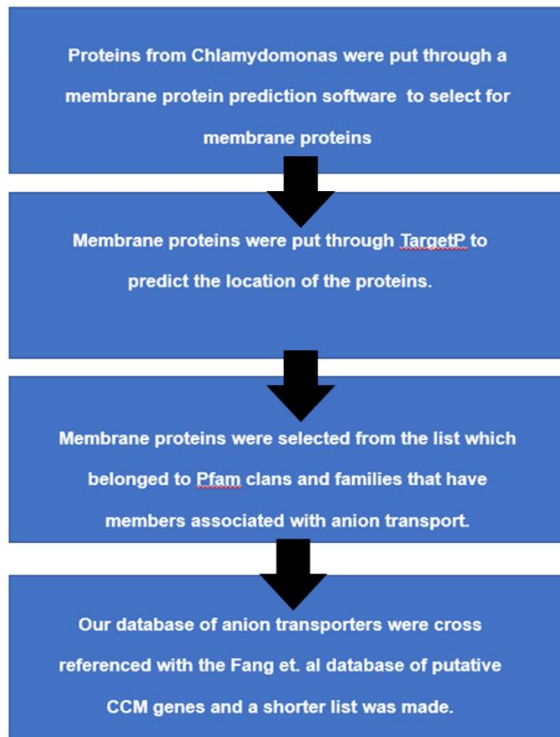 Proteins from Chlamydomonas were put through a
membrane protein prediction software to select for
membrane proteins
Membrane proteins were put through TargetP to
predict the location of the proteins.
Membrane proteins were selected from the list which
belonged to Pfam clans and families that have
members associated with anion transport.
Our database of anion transporters were cross
referenced with the Fang et. al database of putative
CCM genes and a shorter list was made.